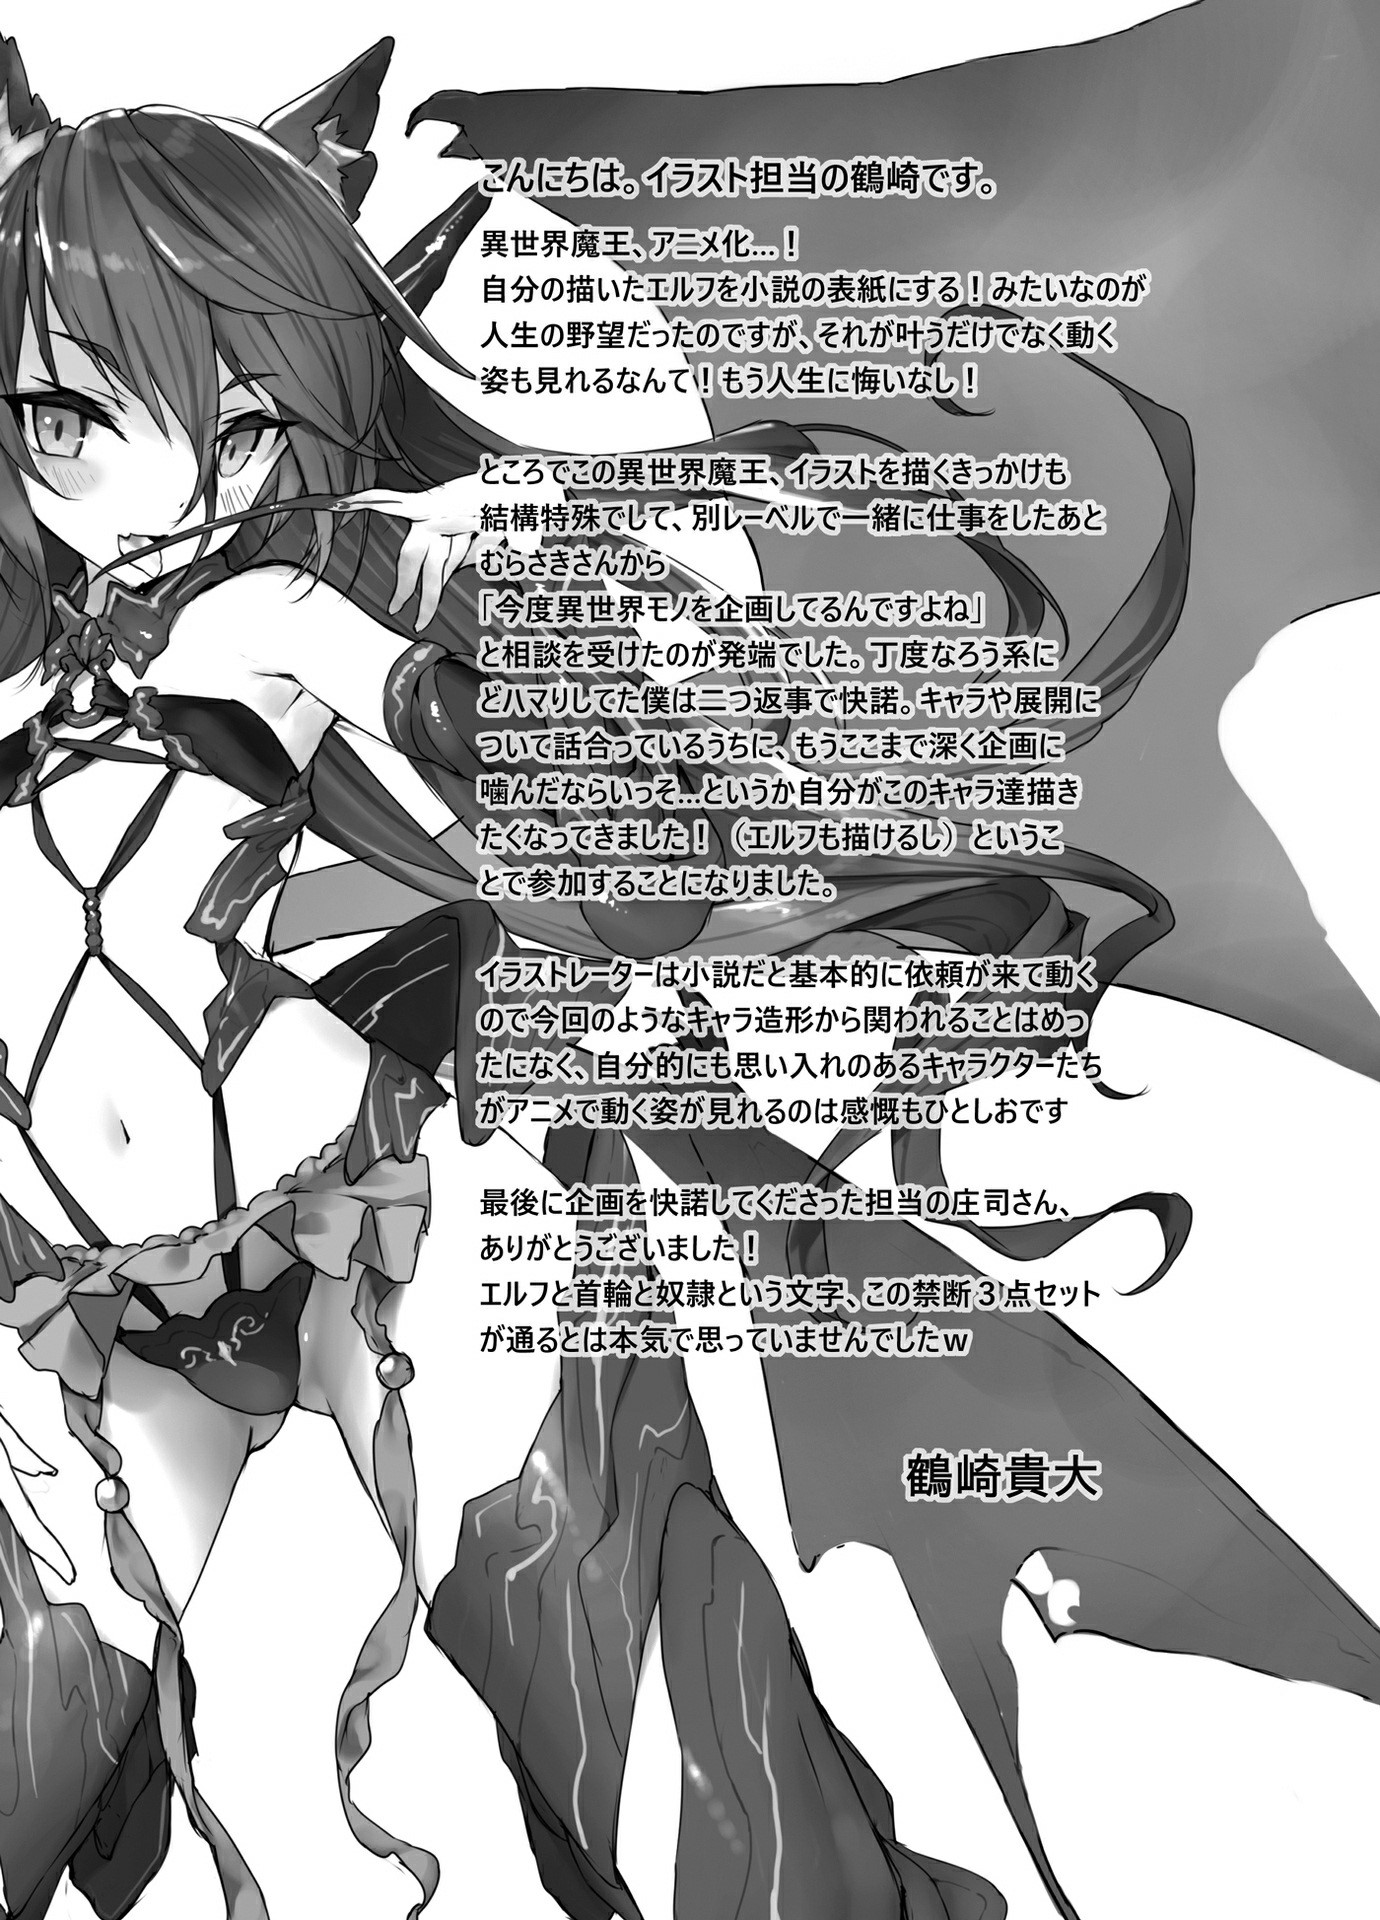 こんにちは。イラスト担当の鶴崎です。
異世界魔王、アニメ化…！
自分の描いたエルフを小説の表紙にする！みたいなのが
人生の野望だったのですが、それが叶うだけでなく動く
姿も見れるなんて！もう人生に悔いなし！
ところでこの異世界魔王、イラストを描くきっかけも
結構特殊でして、別レーベルで一緒に仕事をしたあと
むらさきさんから
「今度異世界モノを企画してるんですよね」
と相談を受けたのが発端でした。丁度なろう系に
どハマりしてた僕は二つ返事で快諾。キャラや展開に
ついて話合っているうちに、もうここまで深く企画に
噛んだならいっそ…というか自分がこのキャラ達描き
たくなってきました！（エルフも描けるし）というこ
とで参加することになりました。
イラストレーターは小説だと基本的に依頼が来て動く
ので今回のようなキャラ造形から関われることはめっ
たになく、自分的にも思い入れのあるキャラクターたち
がアニメで動く姿が見れるのは感慨もひとしおです
最後に企画を快諾してくださった担当の庄司さん、
ありがとうございました！
エルフと首輪と奴隷という文字、この禁断３点セット
が通るとは本気で思っていませんでしたｗ
鶴崎貴大